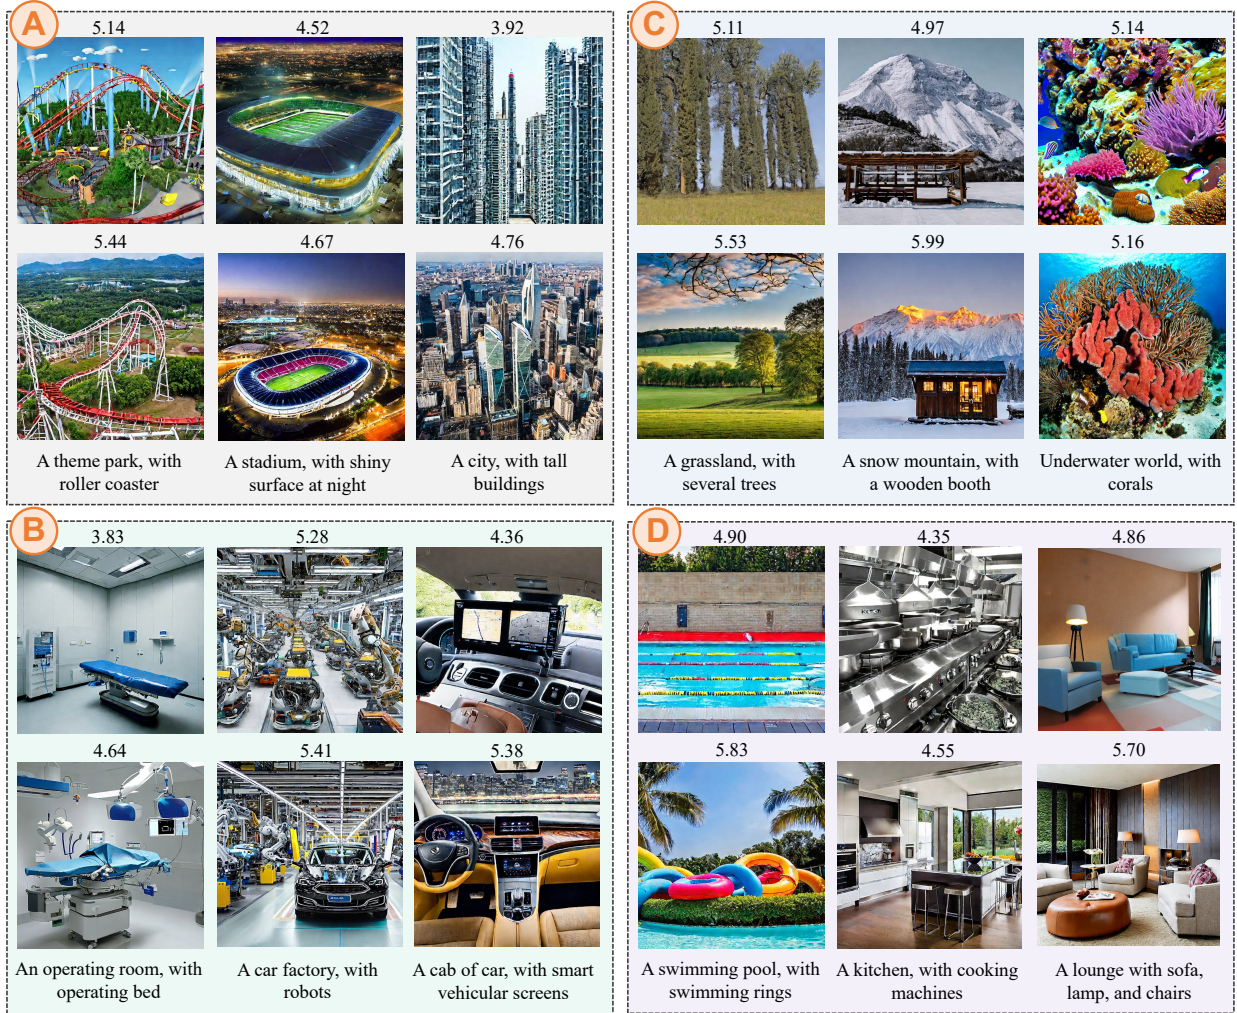 A
5.14 4.52 3.92
5.44 4.67 4.76
A theme park, with
roller coaster
A stadium, with shiny
surface at night
A city, with tall
buildings
C
5.11 4.97 5.14
5.53 5.99 5.16
A grassland, with
several trees
A snow mountain, with
a wooden booth
Underwater world, with
corals
B
3.83 5.28 4.36
4.64 5.41 5.38
An operating room, with
operating bed
A car factory, with
robots
A cab of car, with smart
vehicular screens
D
4.90 4.35 4.86
5.83 4.55 5.70
A swimming pool, with
swimming rings
A kitchen, with cooking
machines
A lounge with sofa,
lamp, and chairs